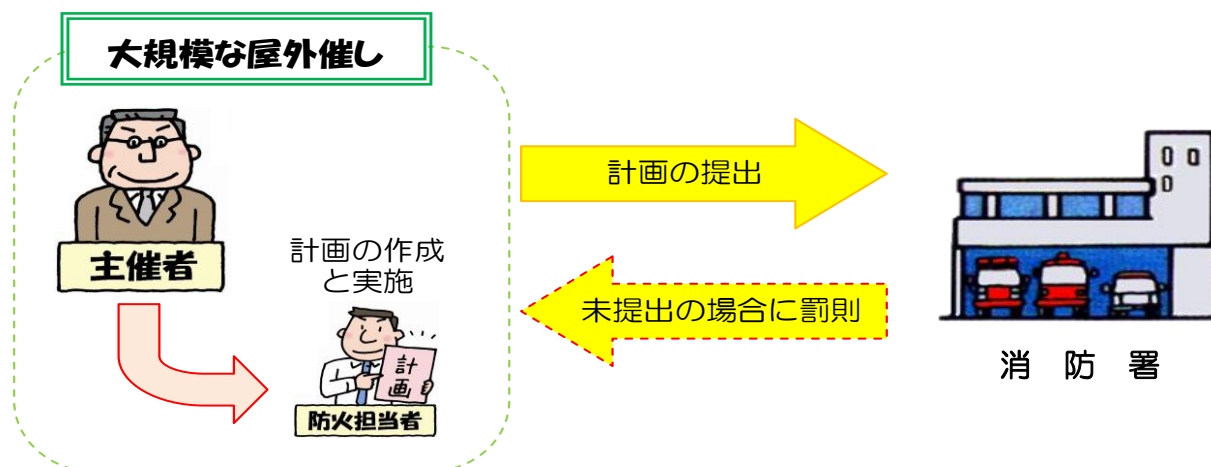 大規模な屋外催し
主催者
計画の作成
と実施
計
画
防火担当者
計画の提出
未提出の場合に罰則
消 防 署